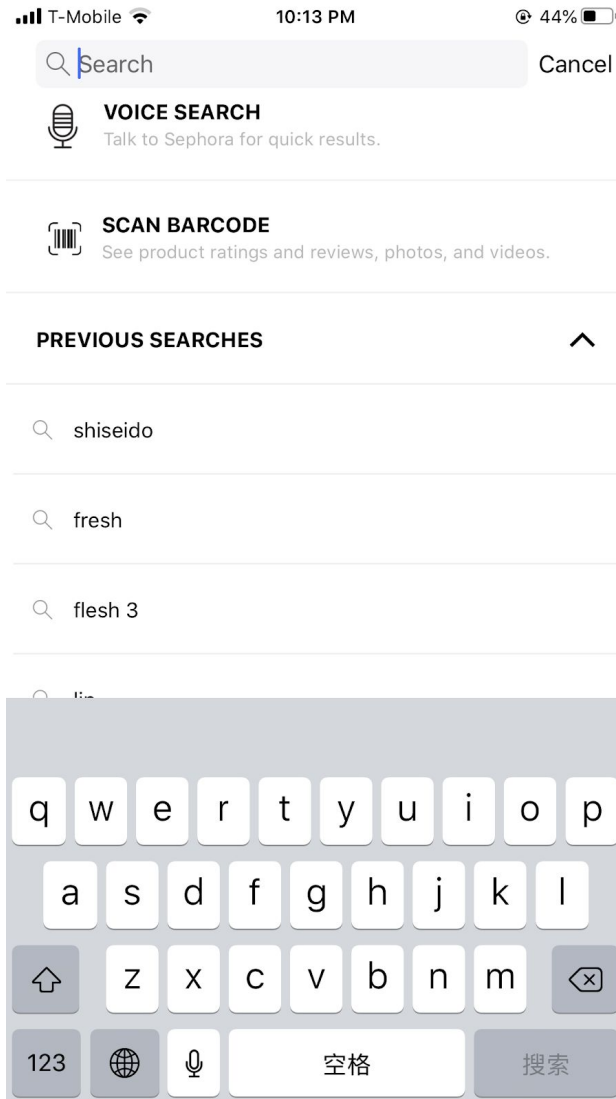 T-Mobile 10:13 PM 44%
Search Cancel
VOICE SEARCH
Talk to Sephora for quick results.
SCAN BARCODE
See product ratings and reviews, photos, and videos.
PREVIOUS SEARCHES
shiseido
fresh
flesh 3
q w e r t y u i o p
a s d f g h j k l
z x c v b n m
123 空格 搜索